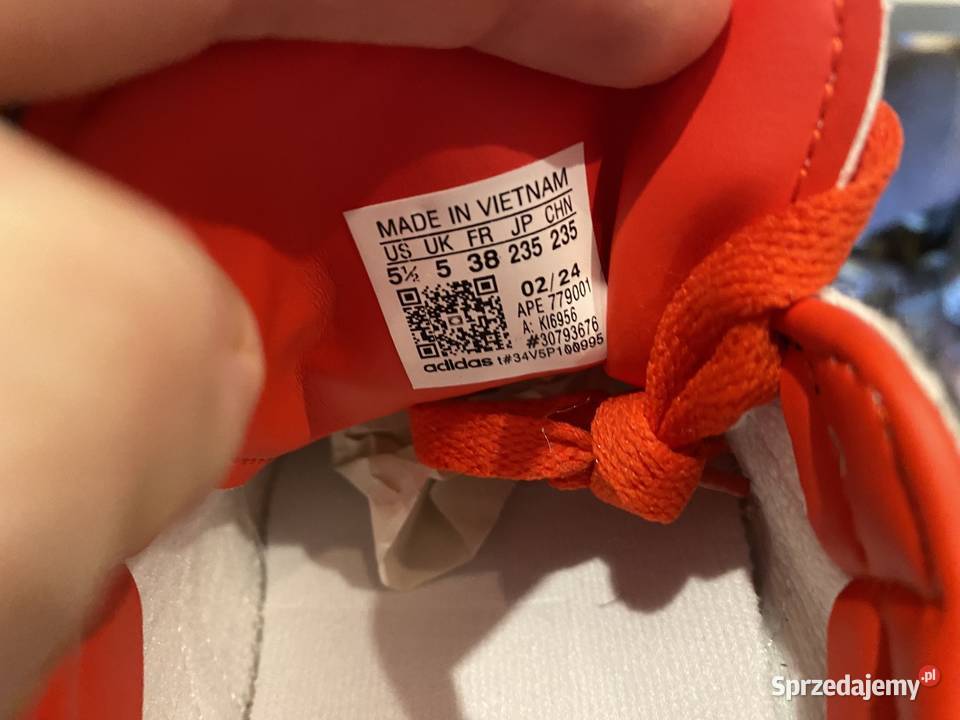 MADE IN VIETNAM
US UK FR JP CHN
5½ 5 38 235 235
02/24
APE 779001
A: KI6956
#30793676
adidas t#34V5P100995
Sprzedajemy.pl